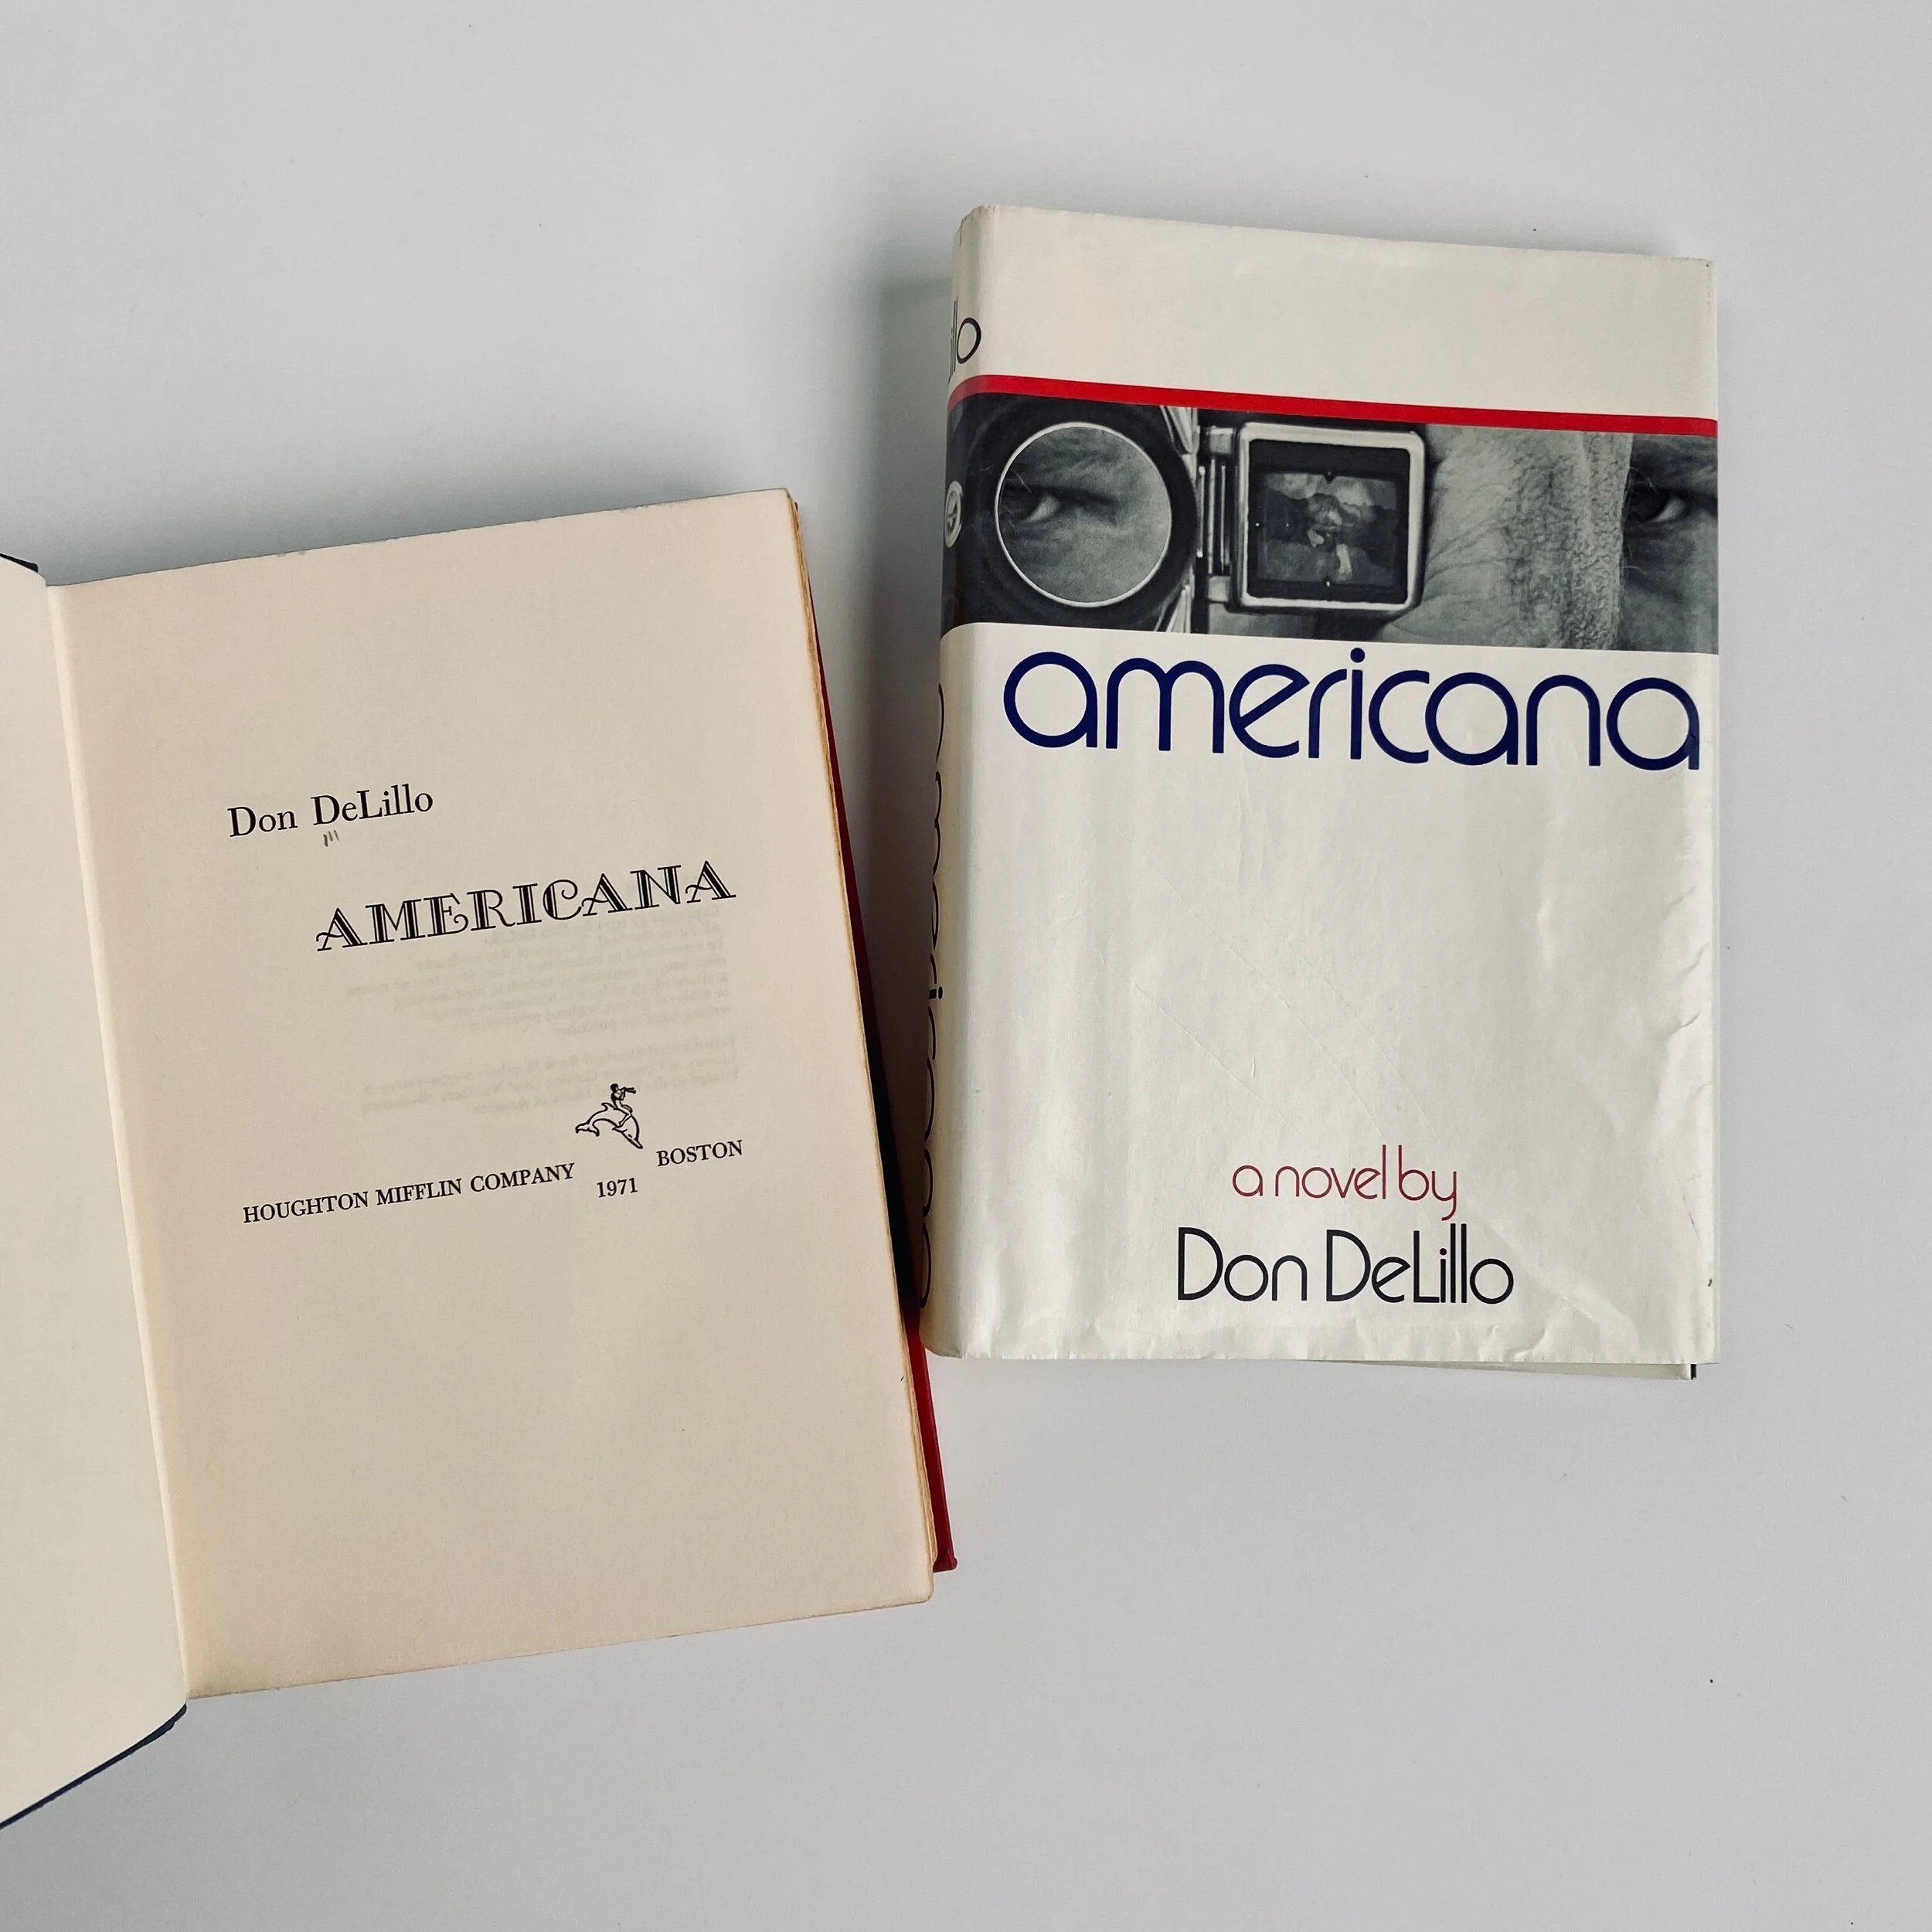 Don DeLillo
AMERICANA
HOUGHTON MIFFLIN COMPANY BOSTON
1971
americana
a novel by
Don DeLillo
llo
americana